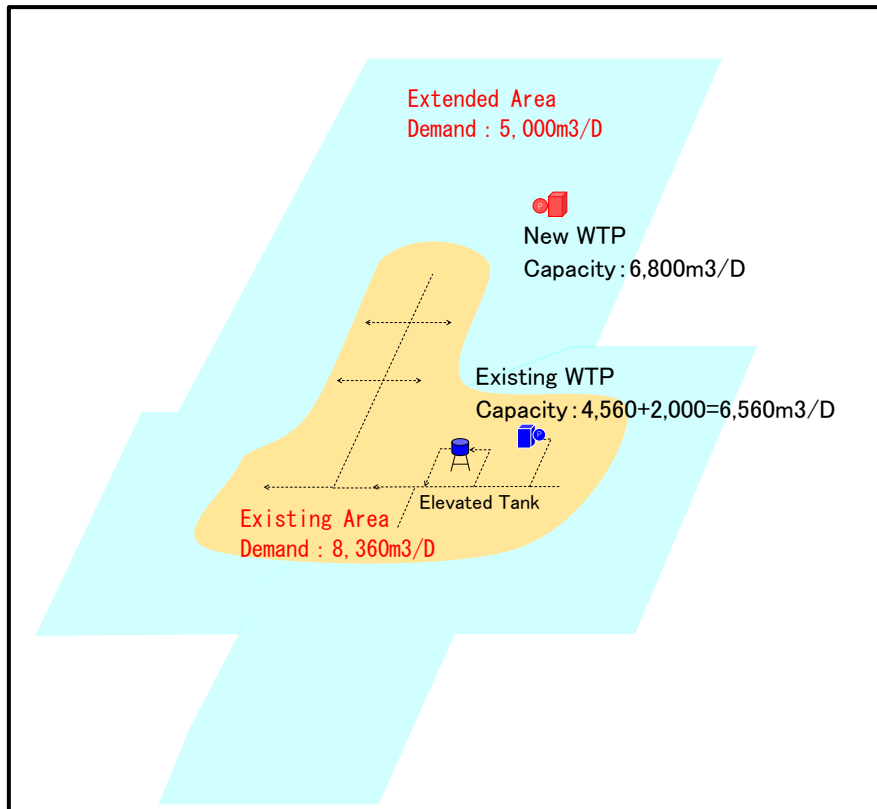 Extended Area
Demand : 5,000m3/D
P
New WTP
Capacity : 6,800m3/D
Existing WTP
Capacity : 4,560+2,000=6,560m3/D
P
Elevated Tank
Existing Area
Demand : 8,360m3/D